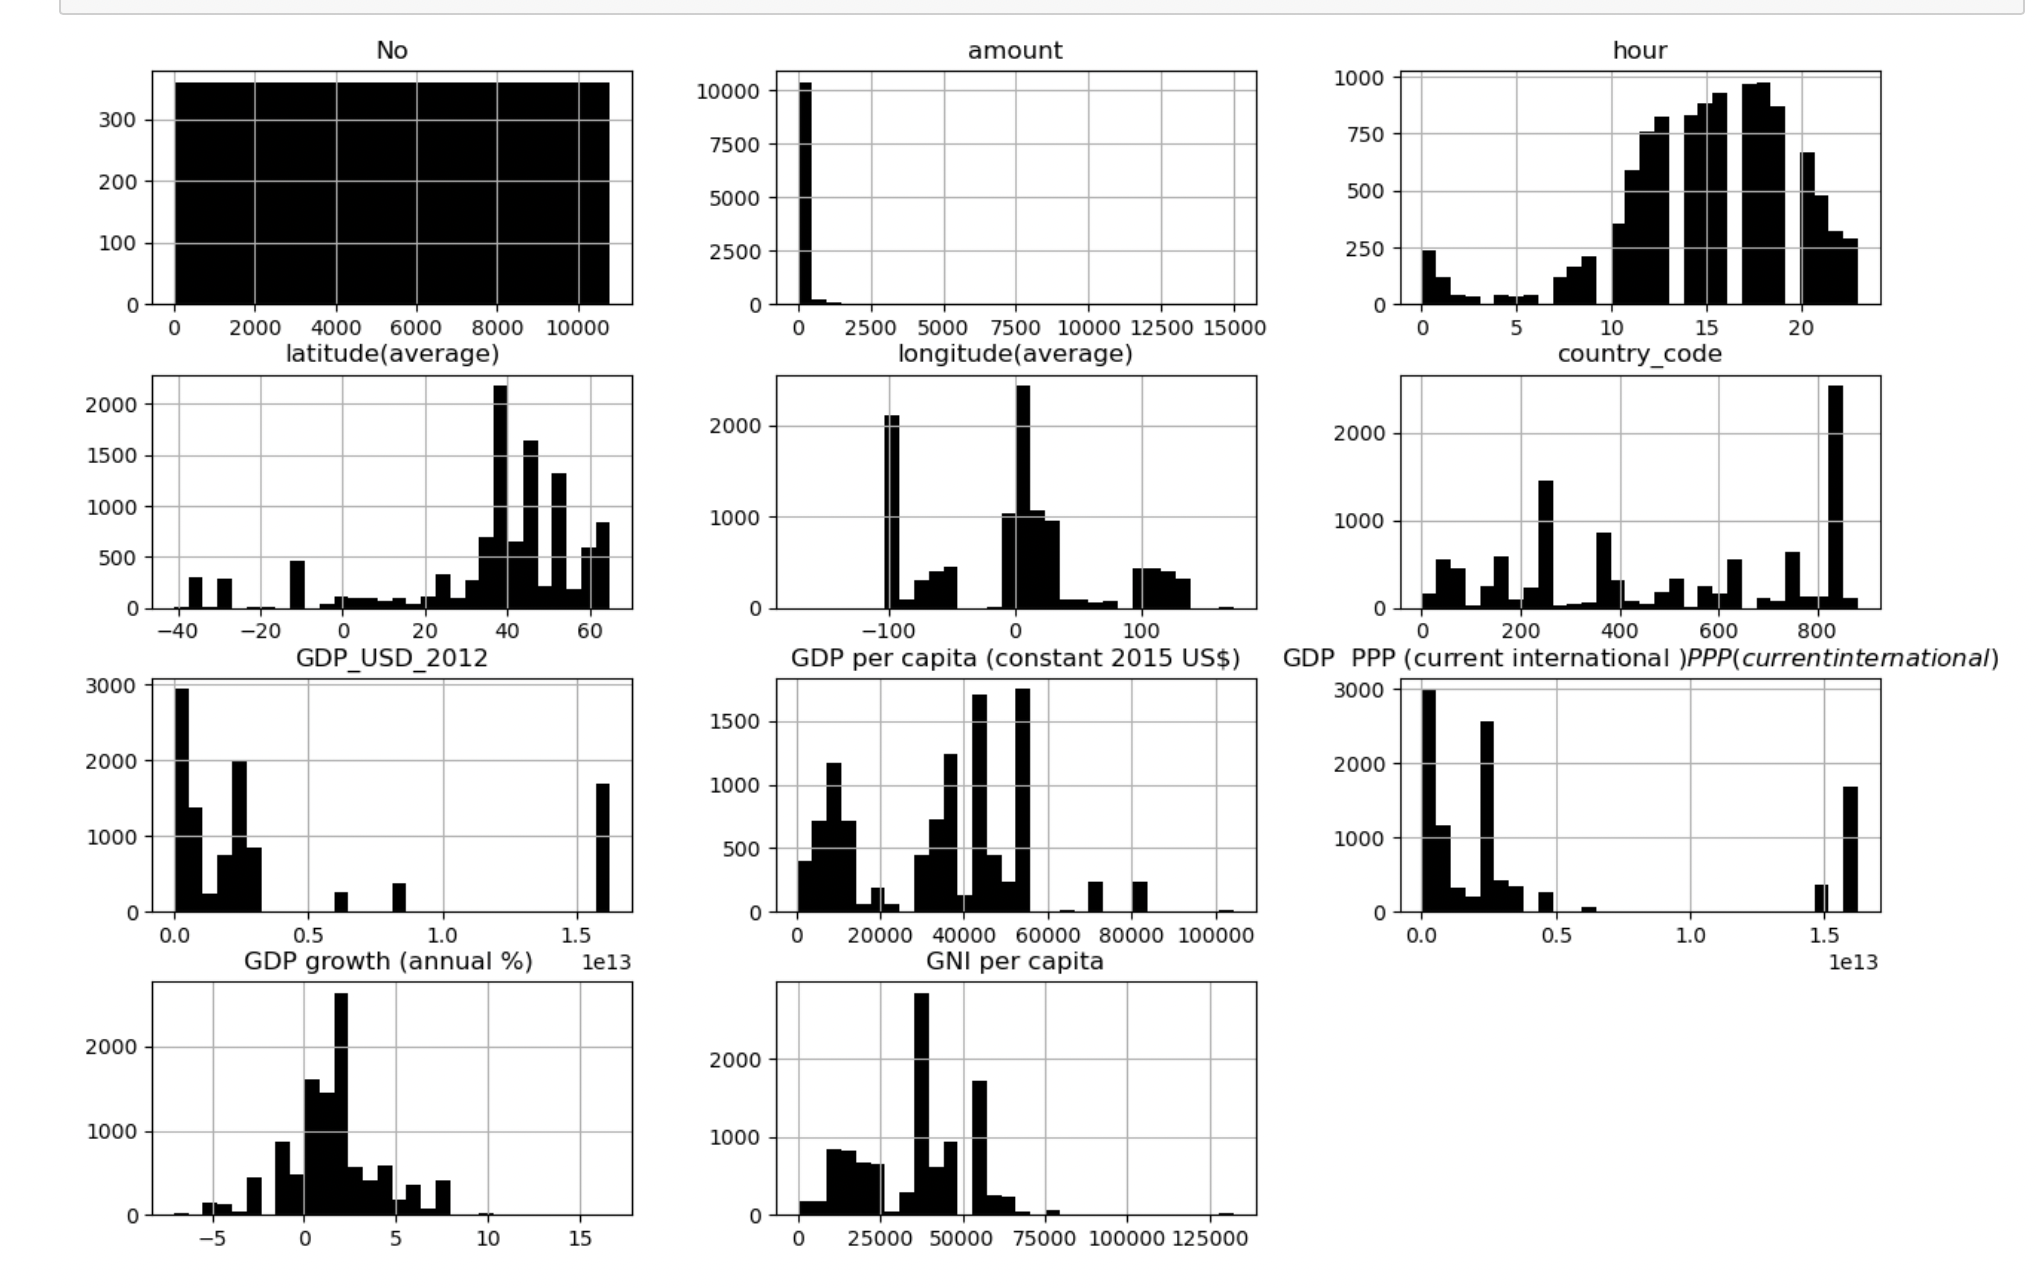 No amount hour
300
200
100
0
0 2000 4000 6000 8000 10000
10000
7500
5000
2500
0
0 2500 5000 7500 10000 12500 15000
1000
750
500
250
0
0 5 10 15 20
latitude(average) longitude(average) country_code
2000
1500
1000
500
0
−40 −20 0 20 40 60
2000
1000
0
−100 0 100
2000
1000
0
0 200 400 600 800
GDP_USD_2012 GDP per capita (constant 2015 US$) GDP PPP (current international )PPP(currentinternational)
3000
2000
1000
0
0.0 0.5 1.0 1.5
1e13
1500
1000
500
0
0 20000 40000 60000 80000 100000
3000
2000
1000
0
0.0 0.5 1.0 1.5
1e13
GDP growth (annual %) GNI per capita
2000
1000
0
−5 0 5 10 15
2000
1000
0
0 25000 50000 75000 100000 125000